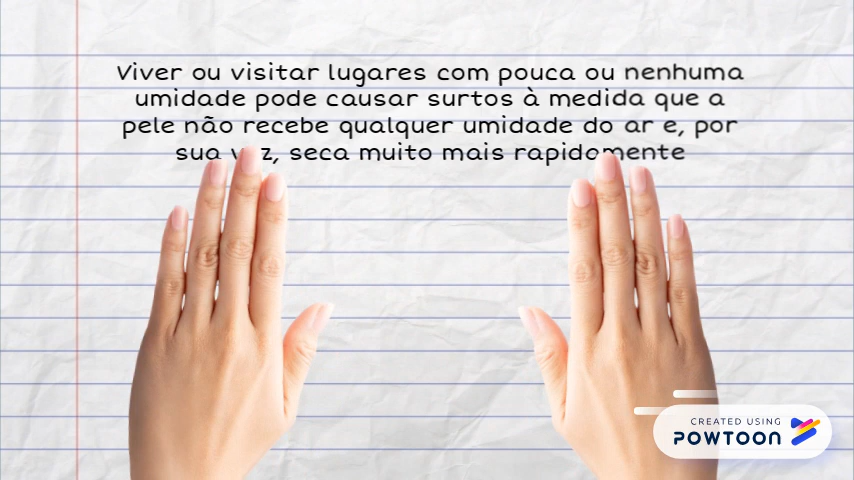 Viver ou visitar lugares com pouca ou nenhuma
umidade pode causar surtos à medida que a
pele não recebe qualquer umidade do ar e, por
sua vez, seca muito mais rapidamente
CREATED USING
POWTOON